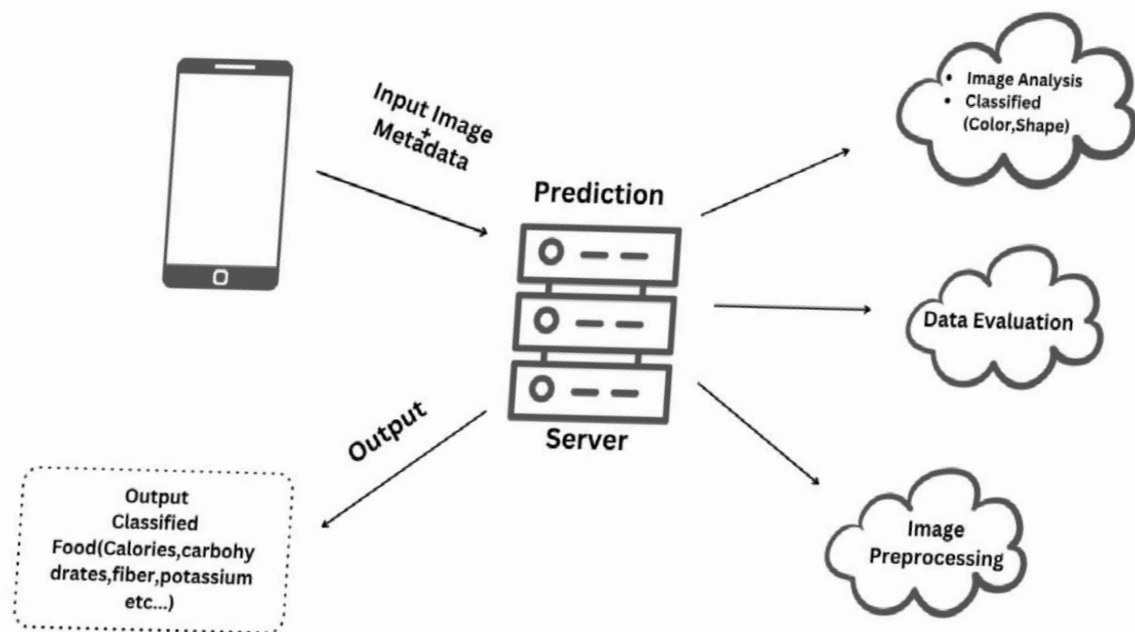 Input Image
+
Metadata
Prediction
Server
• Image Analysis
• Classified
(Color,Shape)
Data Evaluation
Image
Preprocessing
Output
Output
Classified
Food(Calories,carbohy
drates,fiber,potassium
etc...)